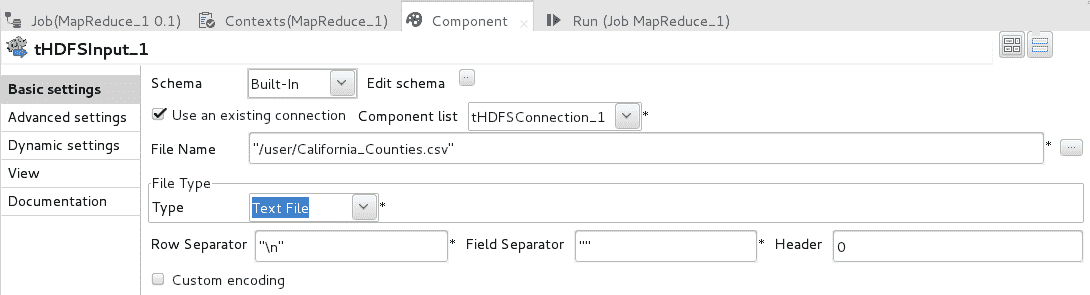 Job(MapReduce_1 0.1) Contexts(MapReduce_1) Component Run (Job MapReduce_1)
tHDFSInput_1
Basic settings
Advanced settings
Dynamic settings
View
Documentation
Schema Built-In Edit schema ..
Use an existing connection Component list tHDFSConnection_1 *
File Name "/user/California_Counties.csv" * ...
File Type
Type Text File *
Row Separator "\n" * Field Separator "" * Header 0
Custom encoding